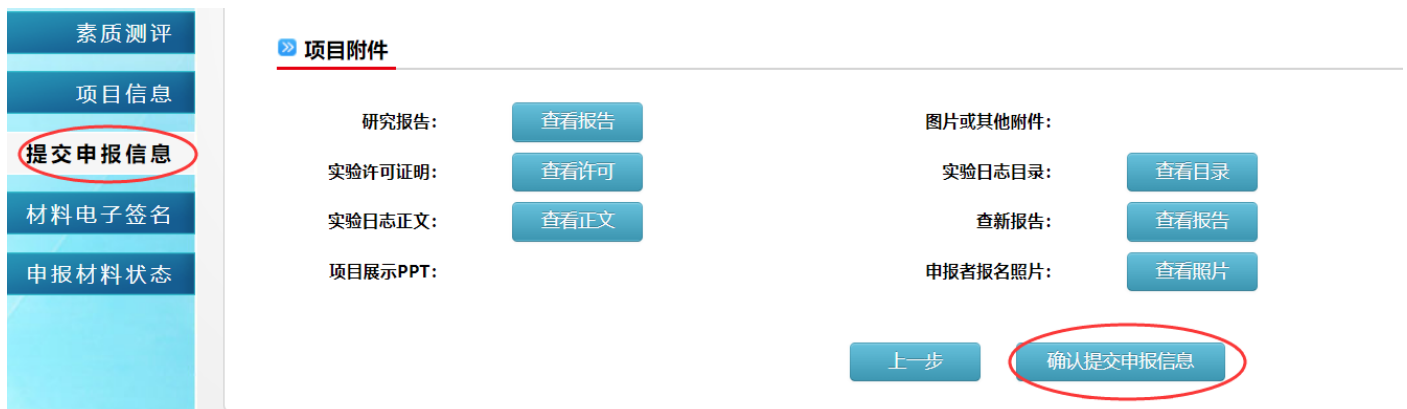 素质测评
项目信息
提交申报信息
材料电子签名
申报材料状态
项目附件
研究报告： 查看报告 图片或其他附件：
实验许可证明： 查看许可 实验日志目录： 查看目录
实验日志正文： 查看正文 查新报告： 查看报告
项目展示PPT： 申报者报名照片： 查看照片
上一步 确认提交申报信息